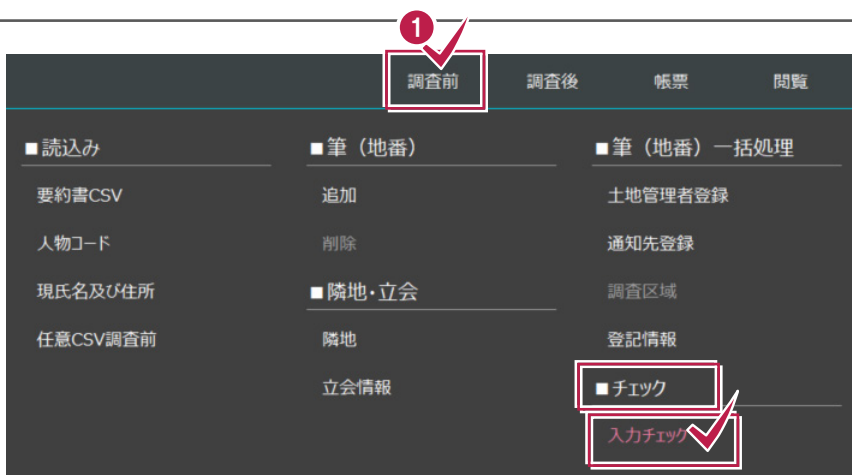 1
調査前 調査後 帳票 閲覧
■読込み
要約書CSV
人物コード
現氏名及び住所
任意CSV調査前
■筆（地番）
追加
削除
■隣地・立会
隣地
立会情報
■筆（地番）一括処理
土地管理者登録
通知先登録
調査区域
登記情報
■チェック
入力チェック